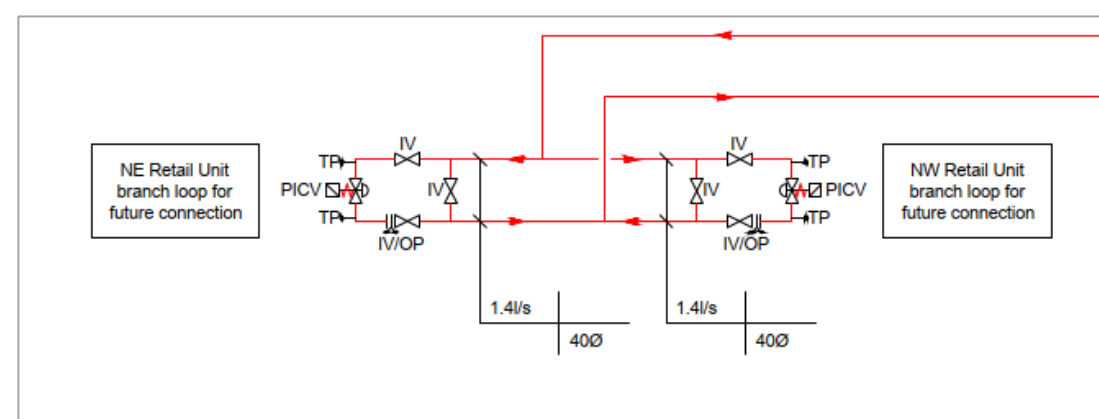 IV
IV
TP
TP
NE Retail Unit
branch loop for
future connection
PICV
IV
IV
PICV
NW Retail Unit
branch loop for
future connection
TP
TP
IV/OP
IV/OP
1.4l/s
1.4l/s
40Ø
40Ø